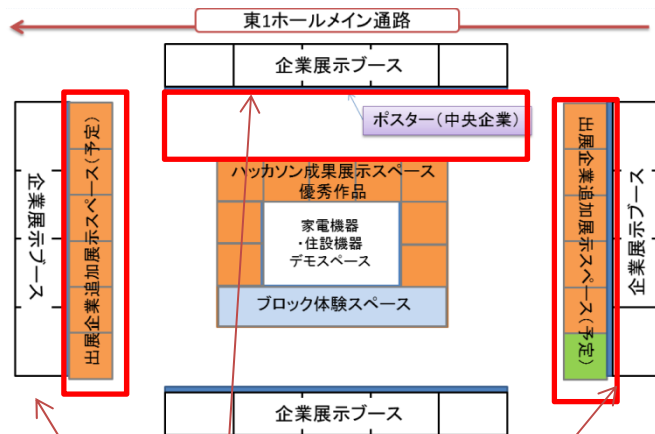 東1ホールメイン通路
企業展示ブース
ポスター(中央企業)
企業展示ブース
出展企業追加展示スペース(予定)
ハッカソン成果展示スペース
優秀作品
家電機器
・住設機器
デモスペース
ブロック体験スペース
出展企業追加展示スペース(予定)
企業展示ブース
企業展示ブース